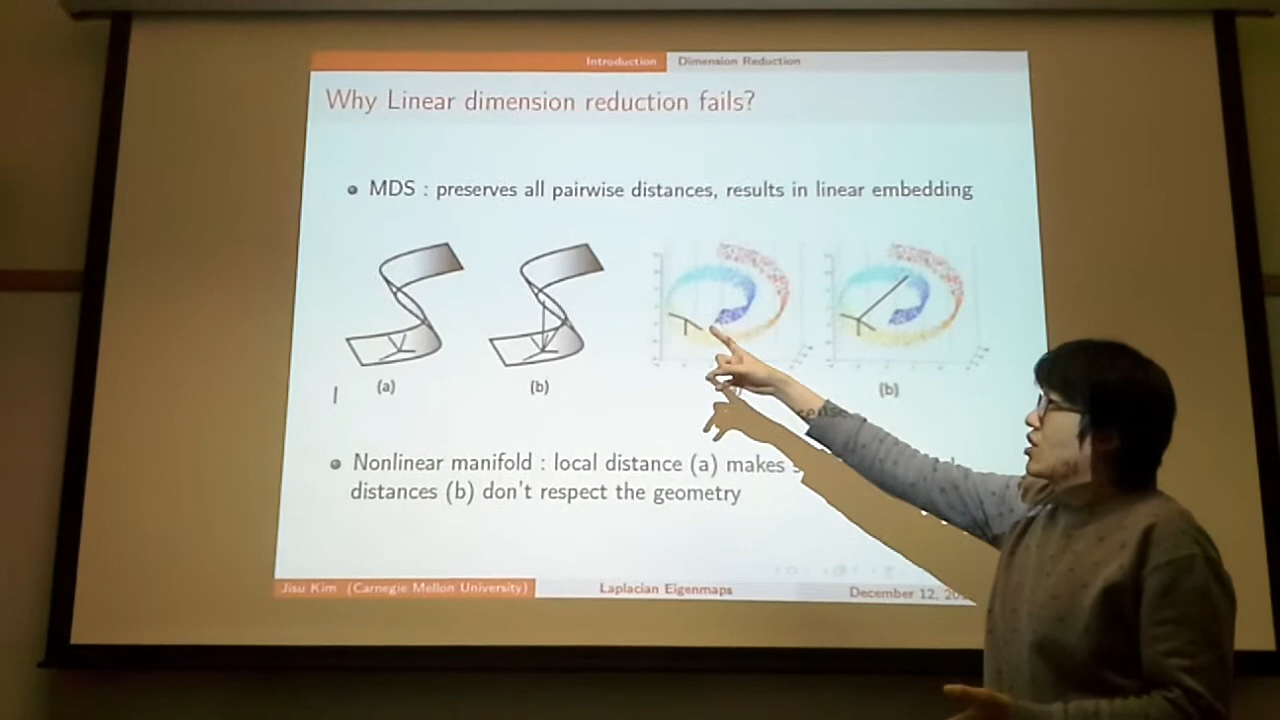 Introduction Dimension Reduction
Why Linear dimension reduction fails?
MDS : preserves all pairwise distances, results in linear embedding
(a) (b) (b)
Nonlinear manifold : local distance (a) makes
distances (b) don't respect the geometry
Jisu Kim (Carnegie Mellon University) Laplacian Eigenmaps December 12,